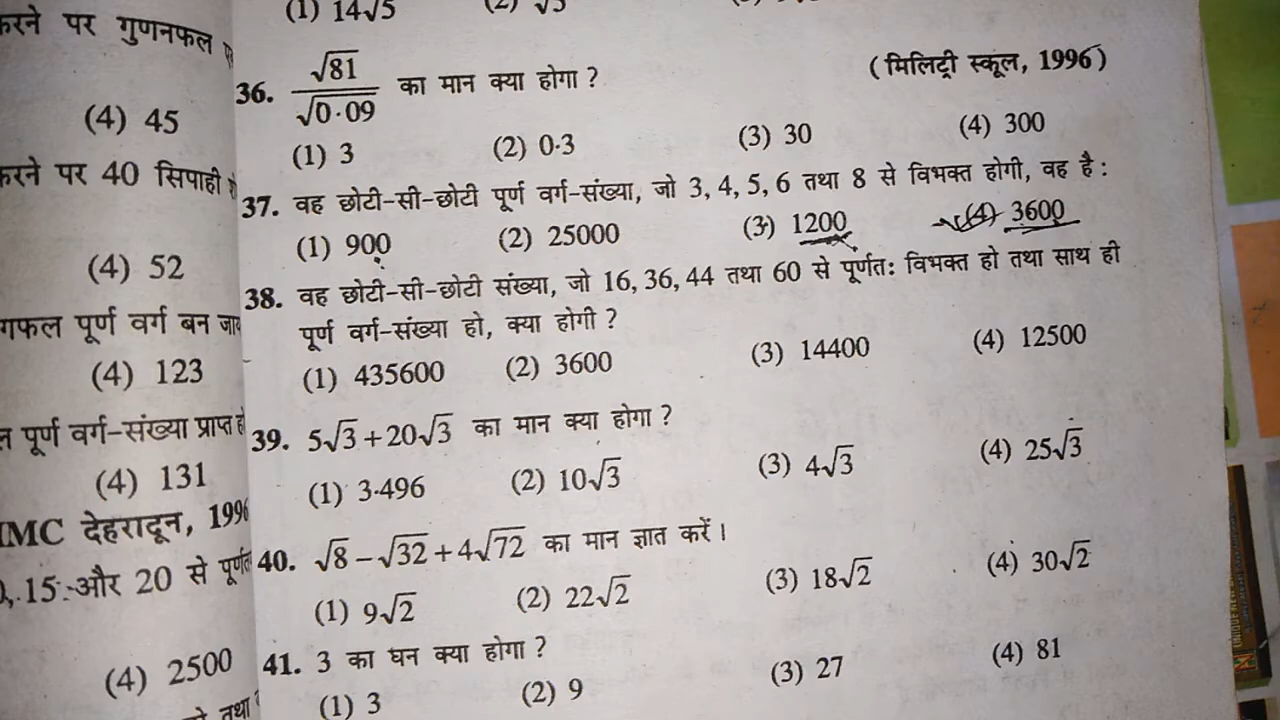 करने पर गुणनफल
(4) 45
करने पर 40 सिपाही
(4) 52
पूर्ण वर्ग बन
(4) 123
पूर्ण वर्ग-संख्या प्राप्त
(4) 131
देहरादून, 1996
15 और 20 से
(4) 2500
तथा
(1) 14√5
36. √81 / √0·09 का मान क्या होगा ? (मिलिट्री स्कूल, 1996)
(1) 3 (2) 0·3 (3) 30 (4) 300
37. वह छोटी-सी-छोटी पूर्ण वर्ग-संख्या, जो 3, 4, 5, 6 तथा 8 से विभक्त होगी, वह है :
(1) 900 (2) 25000 (3) 1200 (4) 3600
38. वह छोटी-सी-छोटी संख्या, जो 16, 36, 44 तथा 60 से पूर्णतः विभक्त हो तथा साथ ही
पूर्ण वर्ग-संख्या हो, क्या होगी ?
(1) 435600 (2) 3600 (3) 14400 (4) 12500
39. 5√3 + 20√3 का मान क्या होगा ?
(1) 3·496 (2) 10√3 (3) 4√3 (4) 25√3
40. √8 − √32 + 4√72 का मान ज्ञात करें ।
(1) 9√2 (2) 22√2 (3) 18√2 (4) 30√2
41. 3 का घन क्या होगा ?
(1) 3 (2) 9 (3) 27 (4) 81